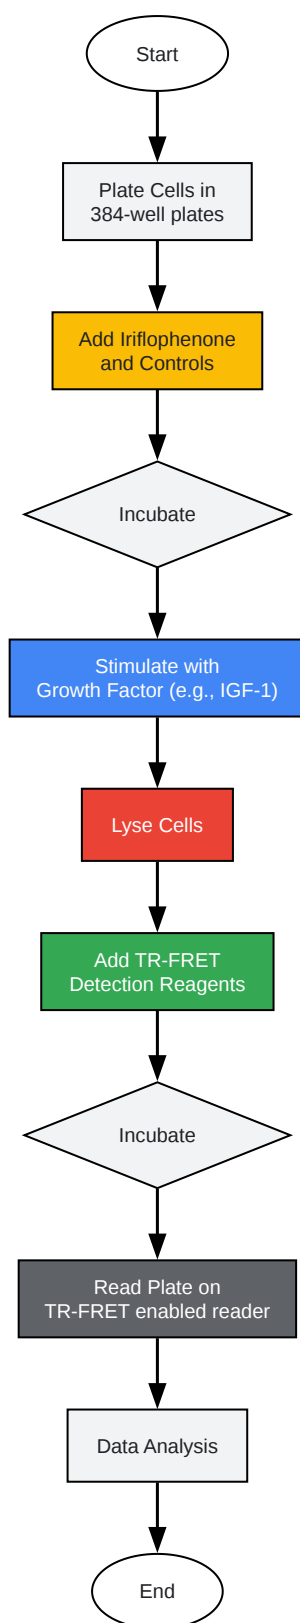 Start
Plate Cells in
384-well plates
Add Iriflophenone
and Controls
Incubate
Stimulate with
Growth Factor (e.g., IGF-1)
Lyse Cells
Add TR-FRET
Detection Reagents
Incubate
Read Plate on
TR-FRET enabled reader
Data Analysis
End